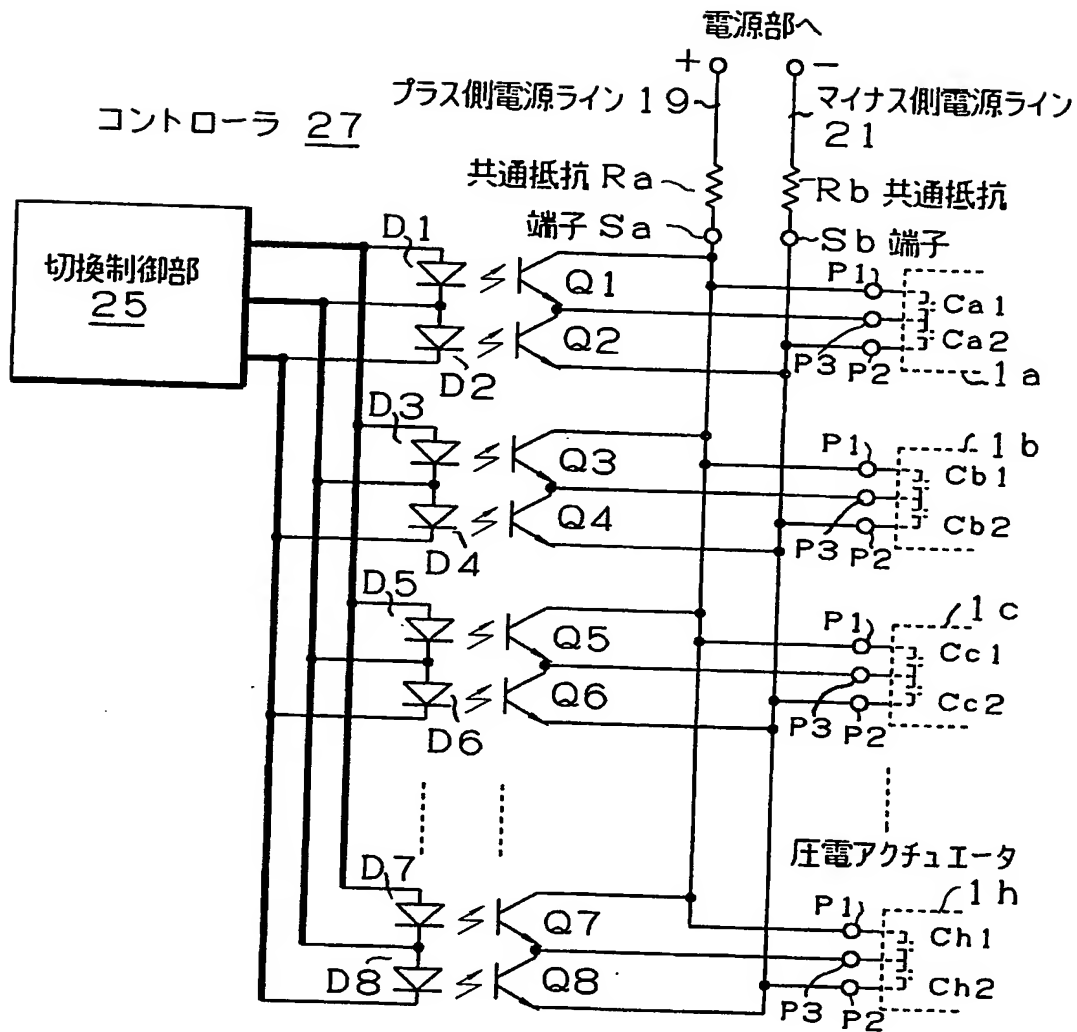 電源部へ
+ −
プラス側電源ライン 19
マイナス側電源ライン
21
コントローラ 27
共通抵抗 Ra
Rb 共通抵抗
端子 Sa
Sb 端子
切換制御部
25
D1
Q1
P1
Ca1
Q2
Ca2
D2
P3
P2
1a
D3
1b
P1
Q3
Cb1
Q4
Cb2
D4
P3
P2
D5
1c
P1
Q5
Cc1
Q6
Cc2
D6
P3
P2
圧電アクチュエータ
D7
1h
P1
Q7
Ch1
D8
Q8
Ch2
P3
P2